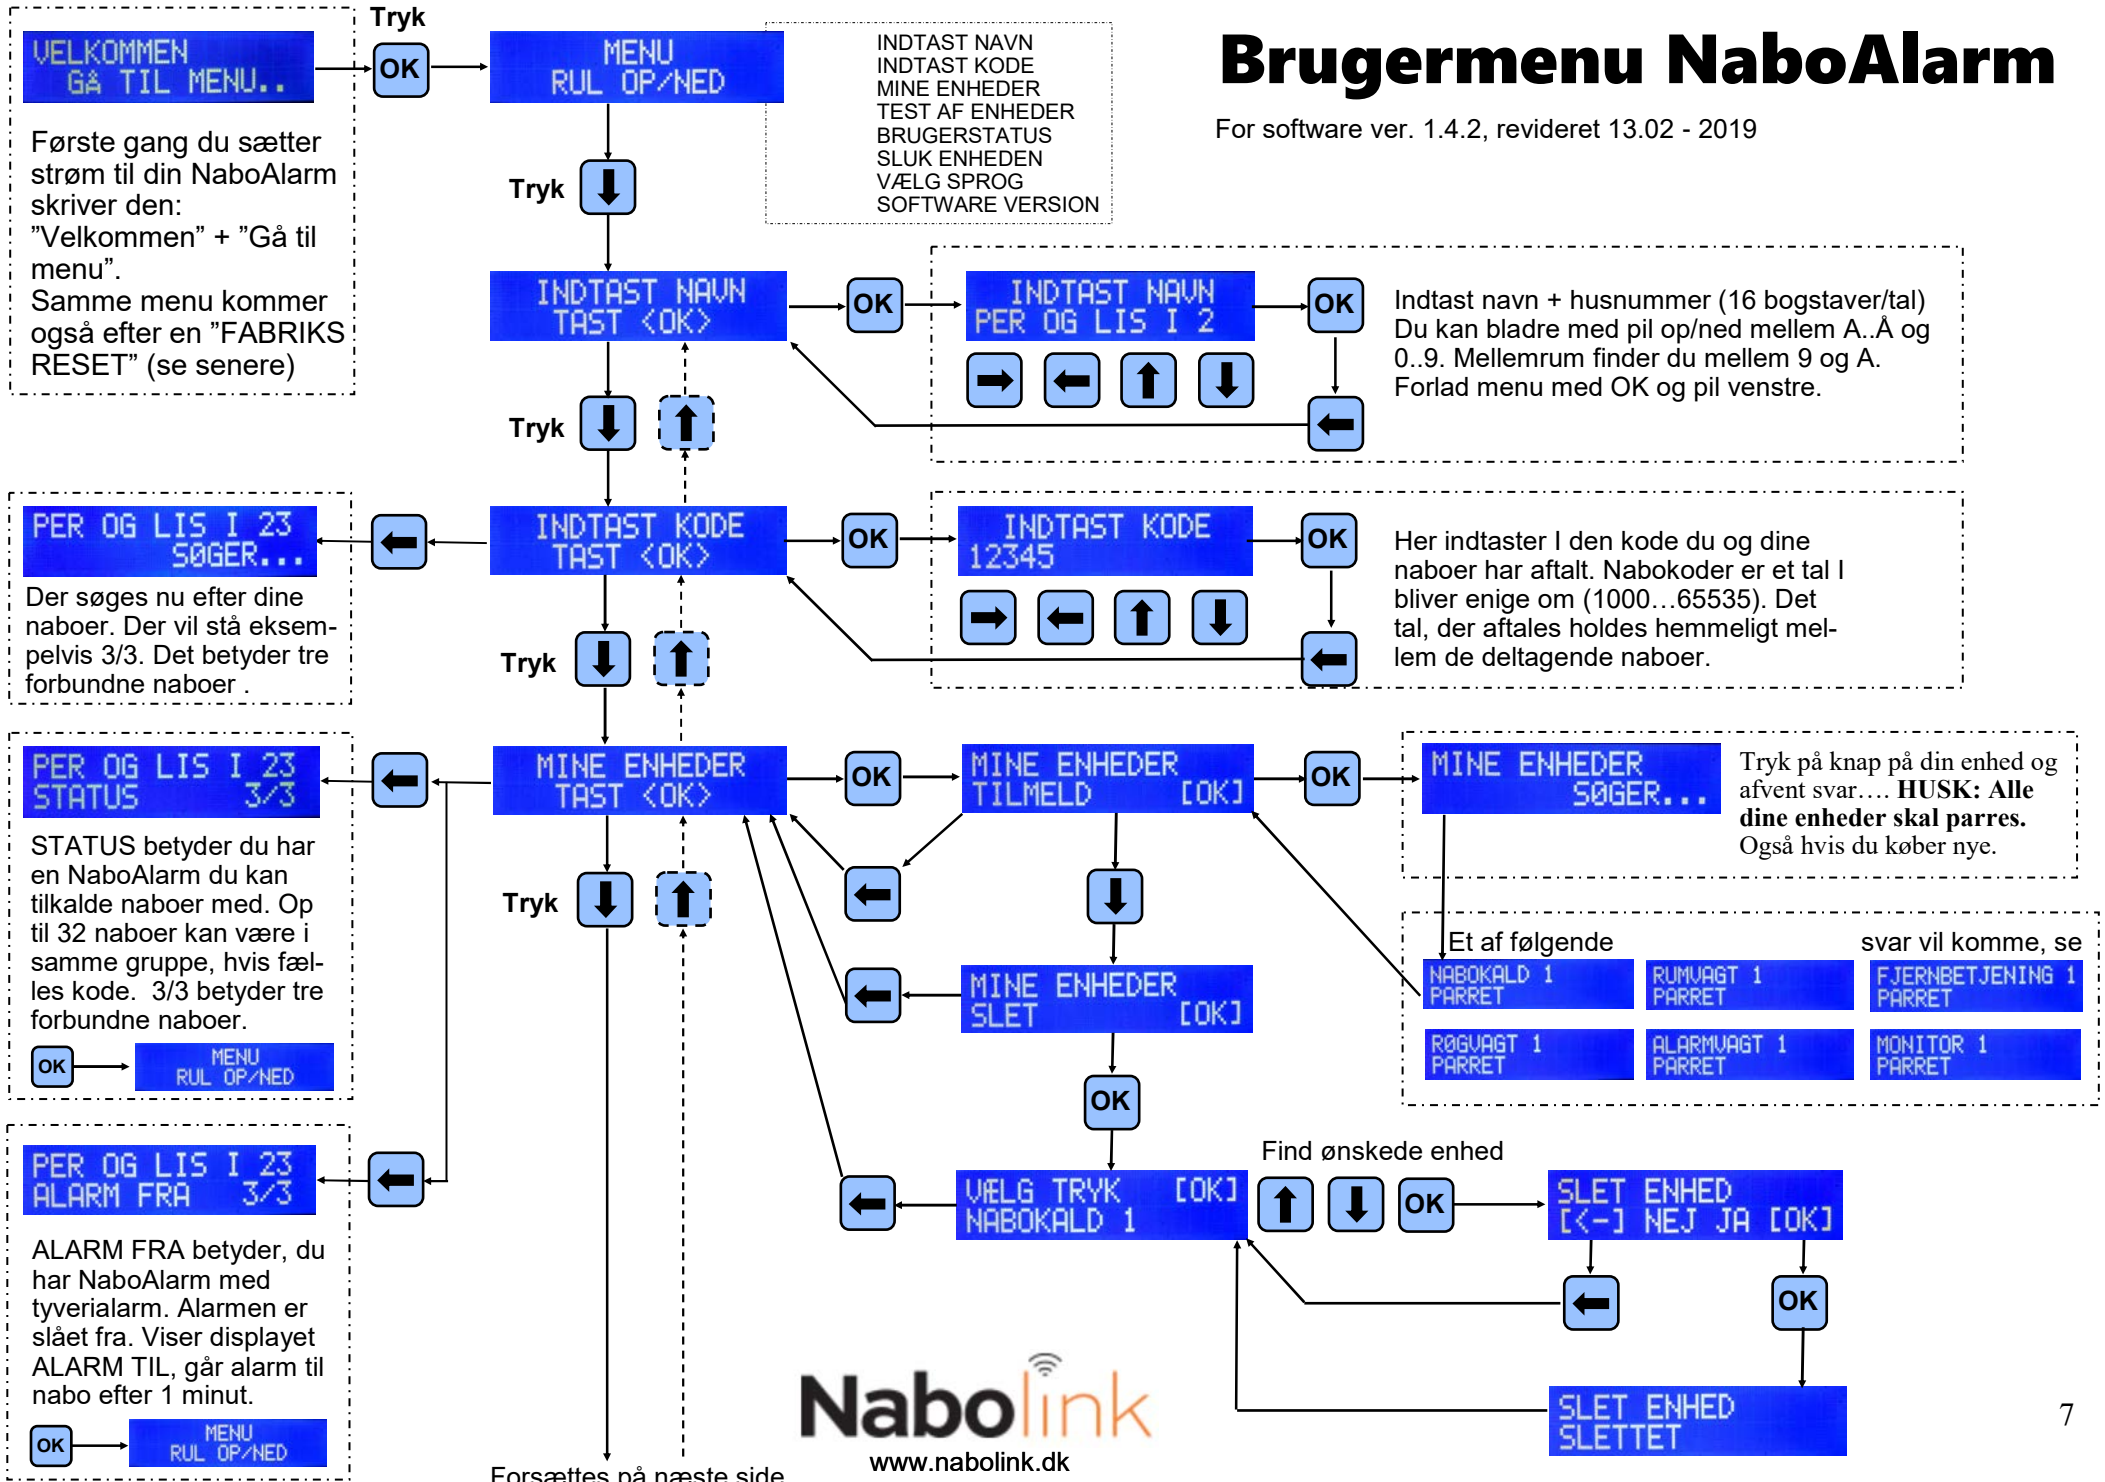 Brugermenu NaboAlarm
For software ver. 1.4.2, revideret 13.02 - 2019
VELKOMMEN
GÅ TIL MENU..
Tryk
OK
MENU
RUL OP/NED
INDTAST NAVN
INDTAST KODE
MINE ENHEDER
TEST AF ENHEDER
BRUGERSTATUS
SLUK ENHEDEN
VÆLG SPROG
SOFTWARE VERSION
Første gang du sætter
strøm til din NaboAlarm
skriver den:
”Velkommen” + ”Gå til
menu”.
Samme menu kommer
også efter en ”FABRIKS
RESET” (se senere)
Tryk
INDTAST NAVN
TAST <OK>
OK
INDTAST NAVN
PER OG LIS I 2
OK
Indtast navn + husnummer (16 bogstaver/tal)
Du kan bladre med pil op/ned mellem A..Å og
0..9. Mellemrum finder du mellem 9 og A.
Forlad menu med OK og pil venstre.
Tryk
PER OG LIS I 23
SØGER...
Der søges nu efter dine
naboer. Der vil stå eksem-
pelvis 3/3. Det betyder tre
forbundne naboer .
INDTAST KODE
TAST <OK>
OK
INDTAST KODE
12345
OK
Her indtaster I den kode du og dine
naboer har aftalt. Nabokoder er et tal I
bliver enige om (1000…65535). Det
tal, der aftales holdes hemmeligt mel-
lem de deltagende naboer.
Tryk
PER OG LIS I 23
STATUS 3/3
STATUS betyder du har
en NaboAlarm du kan
tilkalde naboer med. Op
til 32 naboer kan være i
samme gruppe, hvis fæl-
les kode. 3/3 betyder tre
forbundne naboer.
OK
MENU
RUL OP/NED
MINE ENHEDER
TAST <OK>
OK
MINE ENHEDER
TILMELD [OK]
OK
MINE ENHEDER
SØGER...
Tryk på knap på din enhed og
afvent svar…. HUSK: Alle
dine enheder skal parres.
Også hvis du køber nye.
Tryk
Et af følgende svar vil komme, se
NABOKALD 1
PARRET
RUMVAGT 1
PARRET
FJERNBETJENING 1
PARRET
RØGVAGT 1
PARRET
ALARMVAGT 1
PARRET
MONITOR 1
PARRET
MINE ENHEDER
SLET [OK]
OK
PER OG LIS I 23
ALARM FRA 3/3
ALARM FRA betyder, du
har NaboAlarm med
tyverialarm. Alarmen er
slået fra. Viser displayet
ALARM TIL, går alarm til
nabo efter 1 minut.
OK
MENU
RUL OP/NED
VÆLG TRYK [OK]
NABOKALD 1
Find ønskede enhed
OK
SLET ENHED
[<-] NEJ JA [OK]
OK
SLET ENHED
SLETTET
Nabolink
www.nabolink.dk
Forsættes på næste side
7